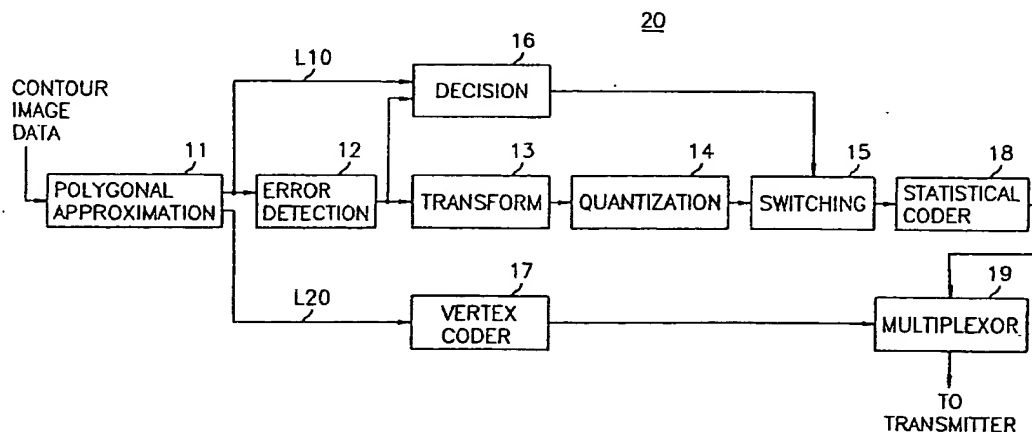 20
16
L10
DECISION
CONTOUR
IMAGE
DATA
11
12
13
14
15
18
POLYGONAL
APPROXIMATION
ERROR
DETECTION
TRANSFORM
QUANTIZATION
SWITCHING
STATISTICAL
CODER
17
19
L20
VERTEX
CODER
MULTIPLEXOR
TO
TRANSMITTER